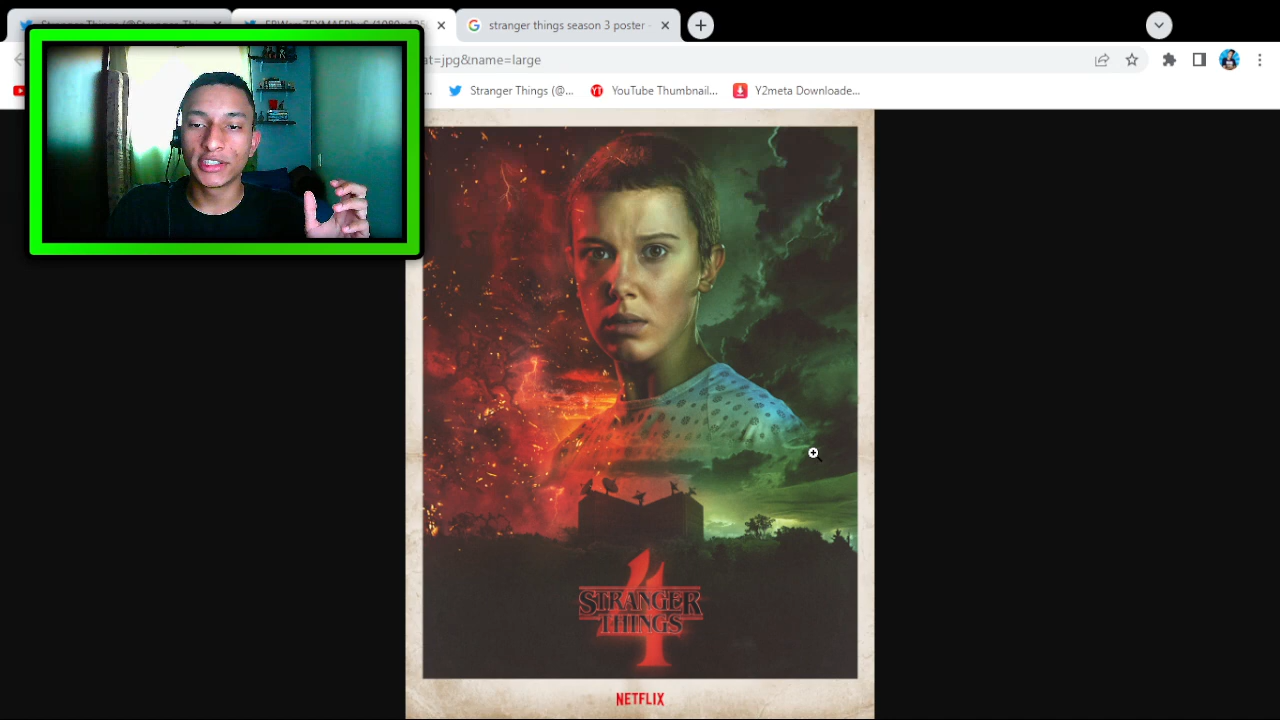 stranger things season 3 poster -
at=jpg&name=large
Stranger Things (@...
YouTube Thumbnail...
Y2meta Downloade...
4
STRANGER
THINGS
NETFLIX